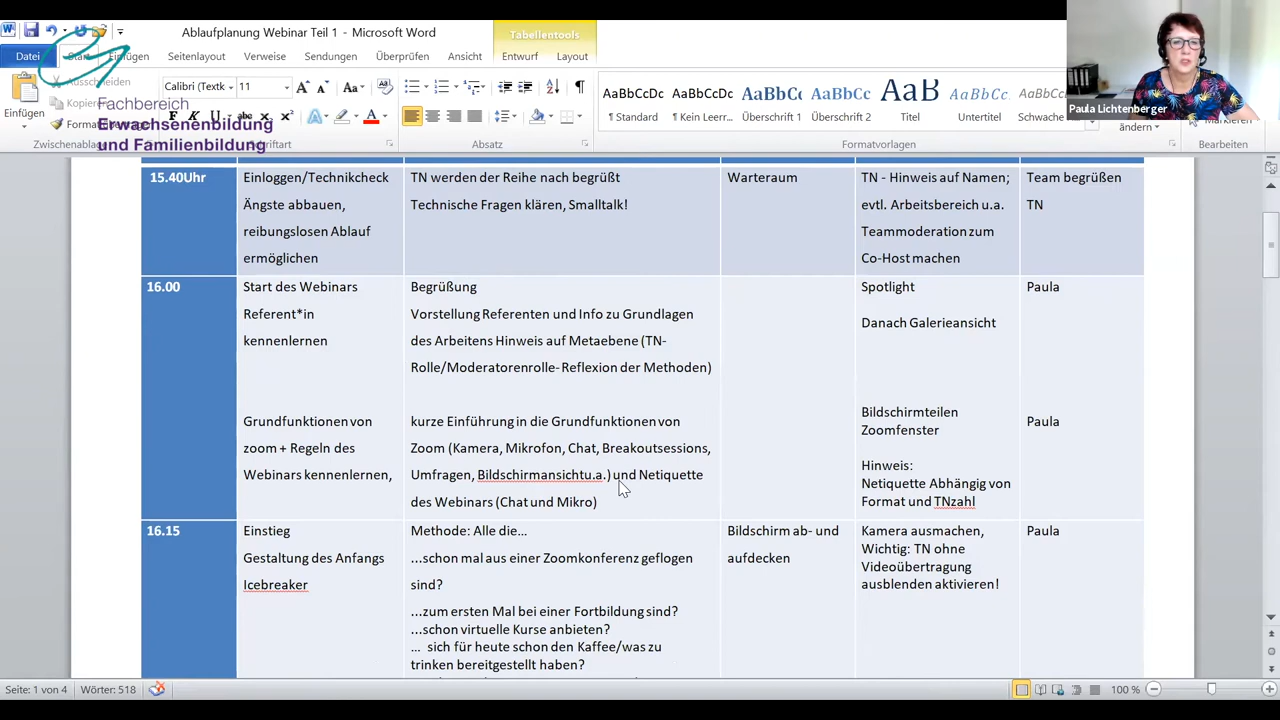 Ablaufplanung Webinar Teil 1 - Microsoft Word
Tabellentools
Datei Start Einfügen Seitenlayout Verweise Sendungen Überprüfen Ansicht Entwurf Layout
Ausschneiden
Einfügen
Calibri (Textk 11
Fachbereich
Erwachsenenbildung
und Familienbildung
Zwischenabla
Schriftart
Absatz
Formatvorlagen
Bearbeiten
AaBbCcDc AaBbCcDc AaBbCc AaBbCc AaB AaBbCc AaBbCcDc
¶ Standard ¶ Kein Leerr... Überschrift 1 Überschrift 2 Titel Untertitel Schwache
ändern
Markieren
Paula Lichtenberger
15.40Uhr
Einloggen/Technikcheck
Ängste abbauen,
reibungslosen Ablauf
ermöglichen
TN werden der Reihe nach begrüßt
Technische Fragen klären, Smalltalk!
Warteraum
TN - Hinweis auf Namen;
evtl. Arbeitsbereich u.a.
Teammoderation zum
Co-Host machen
Team begrüßen
TN
16.00
Start des Webinars
Referent*in
kennenlernen
Grundfunktionen von
zoom + Regeln des
Webinars kennenlernen,
Begrüßung
Vorstellung Referenten und Info zu Grundlagen
des Arbeitens Hinweis auf Metaebene (TN-
Rolle/Moderatorenrolle- Reflexion der Methoden)
kurze Einführung in die Grundfunktionen von
Zoom (Kamera, Mikrofon, Chat, Breakoutsessions,
Umfragen, Bildschirmansichtu.a.) und Netiquette
des Webinars (Chat und Mikro)
Spotlight
Danach Galerieansicht
Bildschirmteilen
Zoomfenster
Hinweis:
Netiquette Abhängig von
Format und TNzahl
Paula
Paula
16.15
Einstieg
Gestaltung des Anfangs
Icebreaker
Methode: Alle die...
...schon mal aus einer Zoomkonferenz geflogen
sind?
...zum ersten Mal bei einer Fortbildung sind?
...schon virtuelle Kurse anbieten?
... sich für heute schon den Kaffee/was zu
trinken bereitgestellt haben?
Bildschirm ab- und
aufdecken
Kamera ausmachen,
Wichtig: TN ohne
Videoübertragung
ausblenden aktivieren!
Paula
Seite: 1 von 4 Wörter: 518 100 %